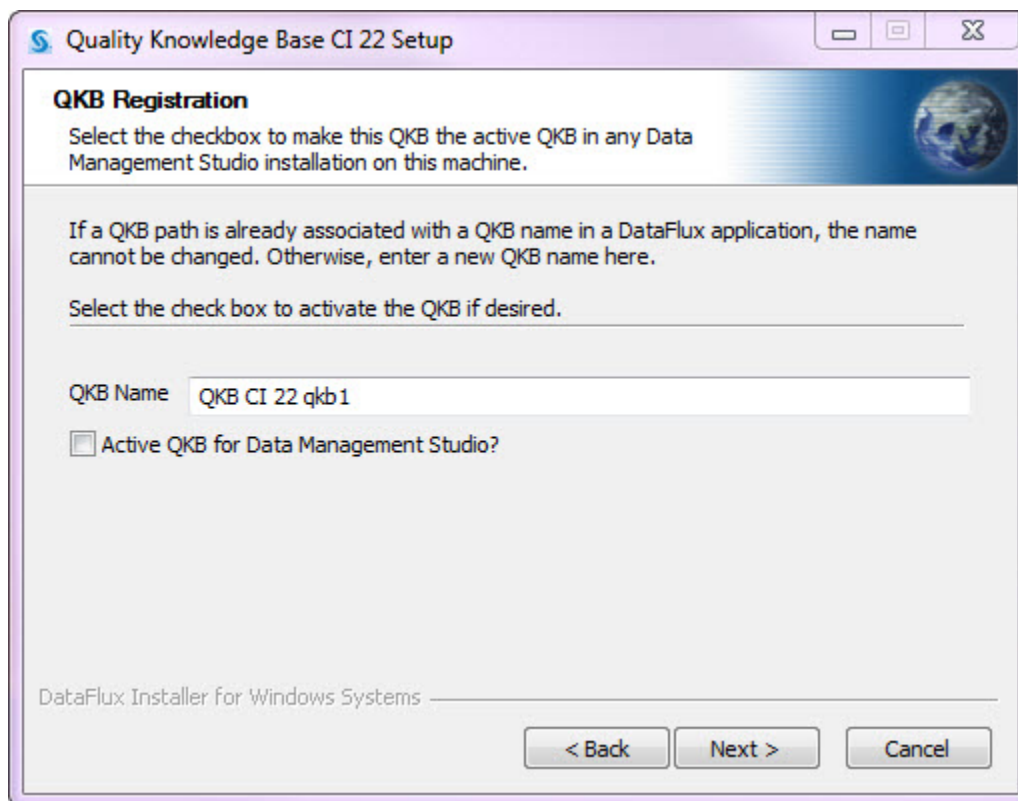 Quality Knowledge Base CI 22 Setup
QKB Registration
Select the checkbox to make this QKB the active QKB in any Data
Management Studio installation on this machine.
If a QKB path is already associated with a QKB name in a DataFlux application, the name
cannot be changed. Otherwise, enter a new QKB name here.
Select the check box to activate the QKB if desired.
QKB Name QKB CI 22 qkb1
Active QKB for Data Management Studio?
DataFlux Installer for Windows Systems
< Back Next > Cancel